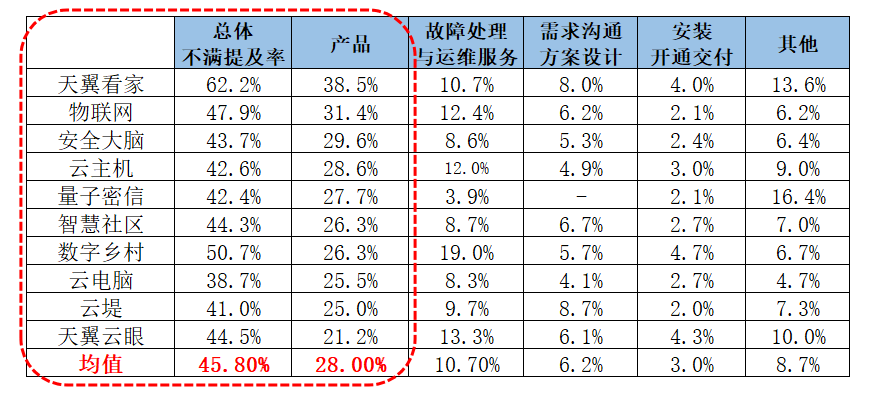 总体不满提及率 产品 故障处理与运维服务 需求沟通方案设计 安装开通交付 其他
天翼看家 62.2% 38.5% 10.7% 8.0% 4.0% 13.6%
物联网 47.9% 31.4% 12.4% 6.2% 2.1% 6.2%
安全大脑 43.7% 29.6% 8.6% 5.3% 2.4% 6.4%
云主机 42.6% 28.6% 12.0% 4.9% 3.0% 9.0%
量子密信 42.4% 27.7% 3.9% - 2.1% 16.4%
智慧社区 44.3% 26.3% 8.7% 6.7% 2.7% 7.0%
数字乡村 50.7% 26.3% 19.0% 5.7% 4.7% 6.7%
云电脑 38.7% 25.5% 8.3% 4.1% 2.7% 4.7%
云堤 41.0% 25.0% 9.7% 8.7% 2.0% 7.3%
天翼云眼 44.5% 21.2% 13.3% 6.1% 4.3% 10.0%
均值 45.80% 28.00% 10.70% 6.2% 3.0% 8.7%